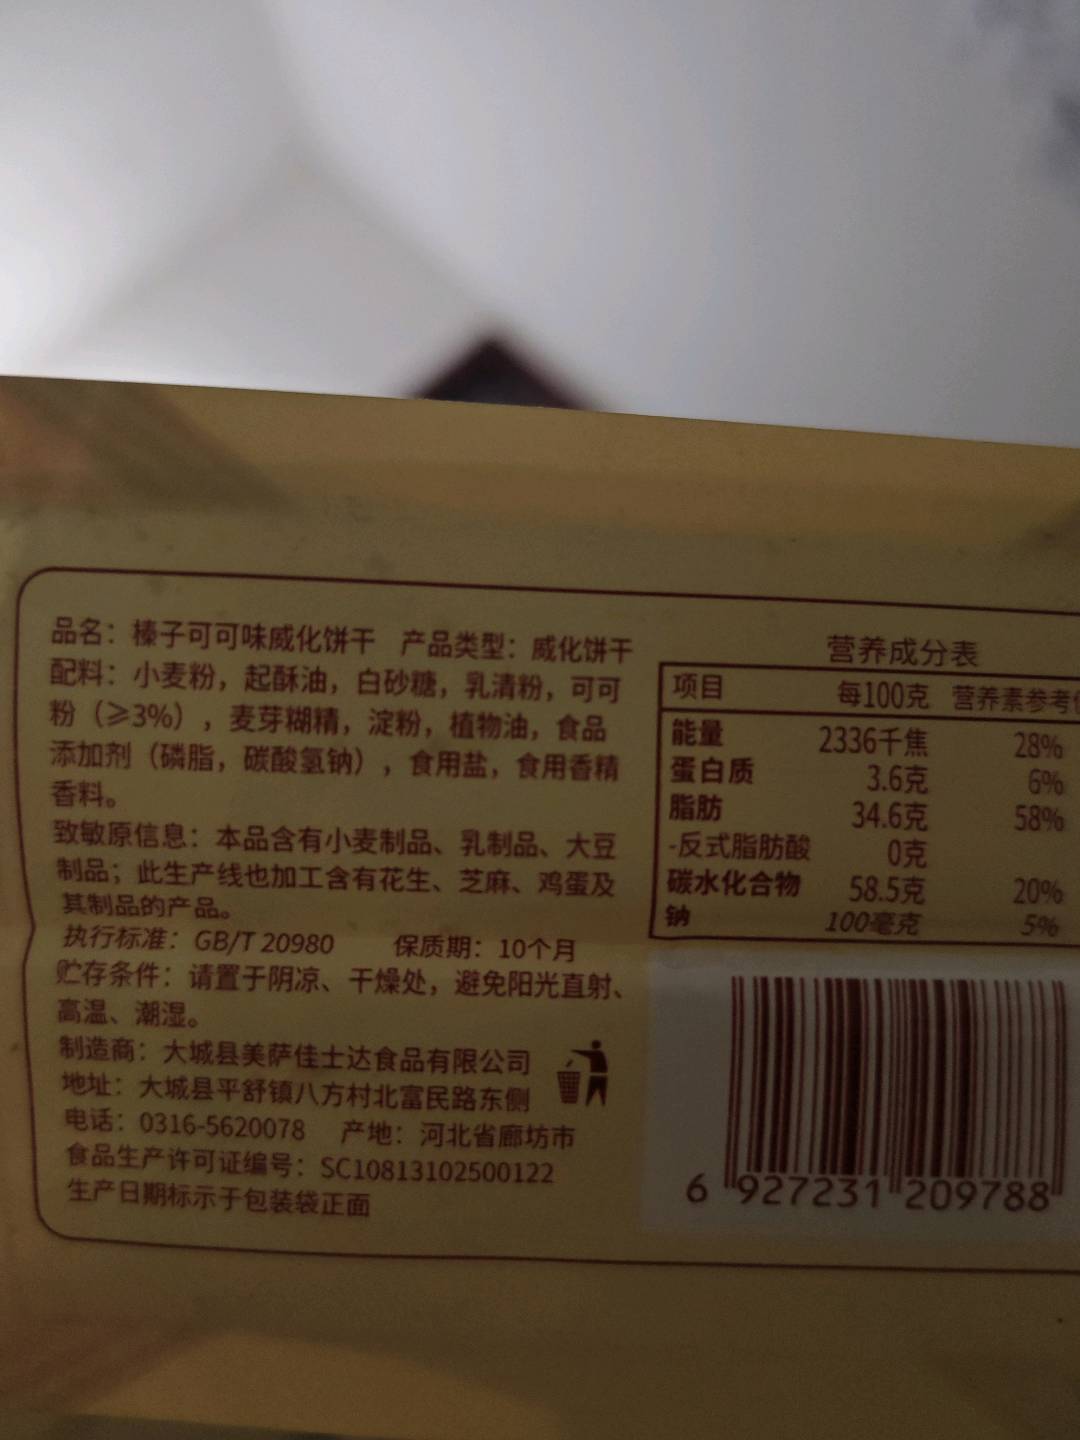 品名：榛子可可味威化饼干 产品类型：威化饼干
配料：小麦粉，起酥油，白砂糖，乳清粉，可可
粉（≥3%），麦芽糊精，淀粉，植物油，食品
添加剂（磷脂，碳酸氢钠），食用盐，食用香精
香料。
致敏原信息：本品含有小麦制品、乳制品、大豆
制品；此生产线也加工含有花生、芝麻、鸡蛋及
其制品的产品。
执行标准：GB/T 20980 保质期：10个月
贮存条件：请置于阴凉、干燥处，避免阳光直射、
高温、潮湿。
制造商：大城县美萨佳士达食品有限公司
地址：大城县平舒镇八方村北富民路东侧
电话：0316-5620078 产地：河北省廊坊市
食品生产许可证编号：SC10813102500122
生产日期标示于包装袋正面
营养成分表
项目 每100克 营养素参考
能量 2336千焦 28%
蛋白质 3.6克 6%
脂肪 34.6克 58%
-反式脂肪酸 0克
碳水化合物 58.5克 20%
钠 100毫克 5%
6 927231 209788